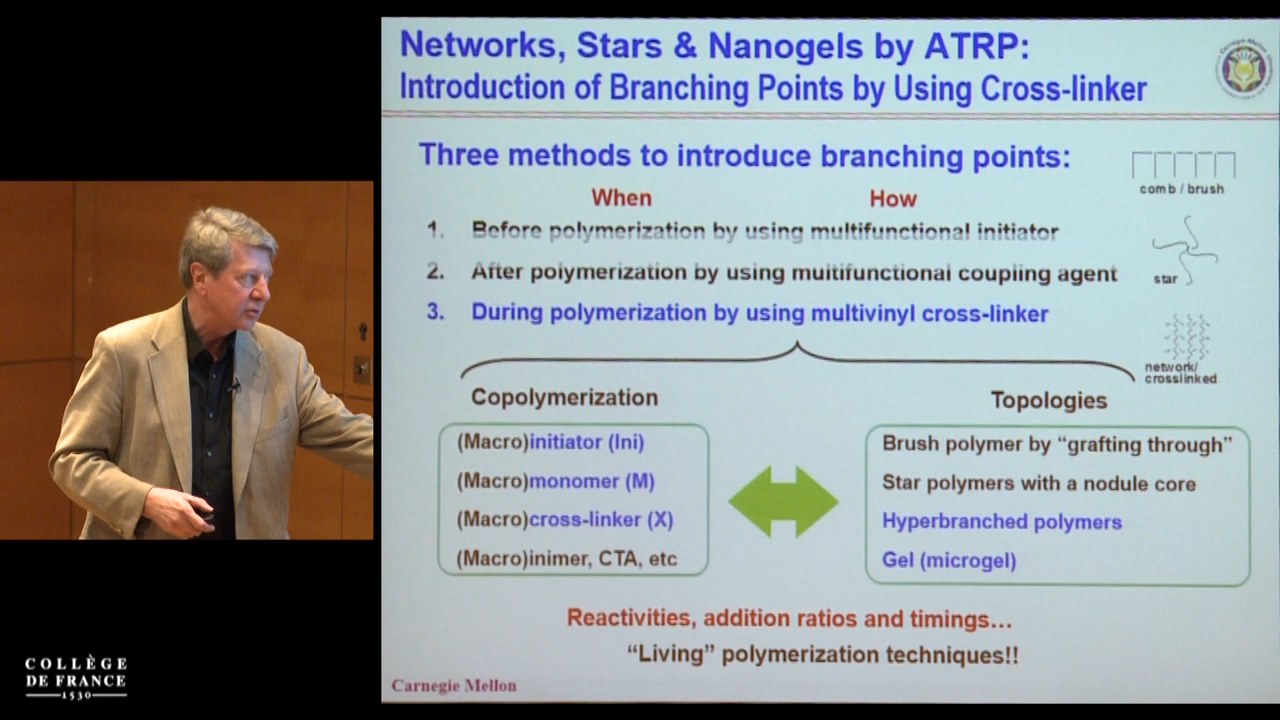 Networks, Stars & Nanogels by ATRP:
Introduction of Branching Points by Using Cross-linker
Three methods to introduce branching points:
When How
1. Before polymerization by using multifunctional initiator
2. After polymerization by using multifunctional coupling agent
3. During polymerization by using multivinyl cross-linker
comb / brush
star
network/
crosslinked
Copolymerization
(Macro)initiator (Ini)
(Macro)monomer (M)
(Macro)cross-linker (X)
(Macro)inimer, CTA, etc
Topologies
Brush polymer by “grafting through”
Star polymers with a nodule core
Hyperbranched polymers
Gel (microgel)
Reactivities, addition ratios and timings…
“Living” polymerization techniques!!
Carnegie Mellon
COLLÈGE
DE FRANCE
1530